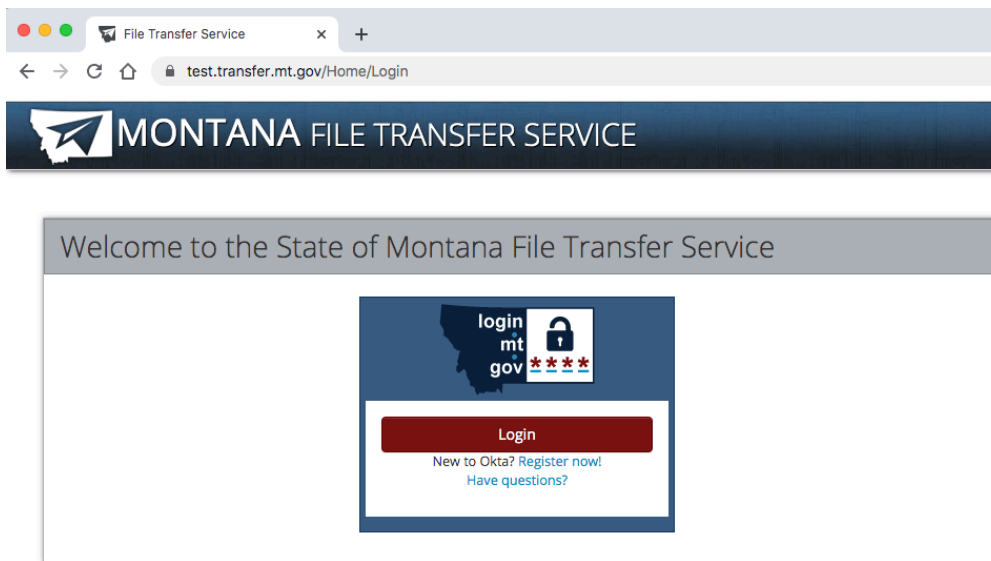 File Transfer Service
test.transfer.mt.gov/Home/Login
MONTANA FILE TRANSFER SERVICE
Welcome to the State of Montana File Transfer Service
login
mt
gov ****
Login
New to Okta? Register now!
Have questions?